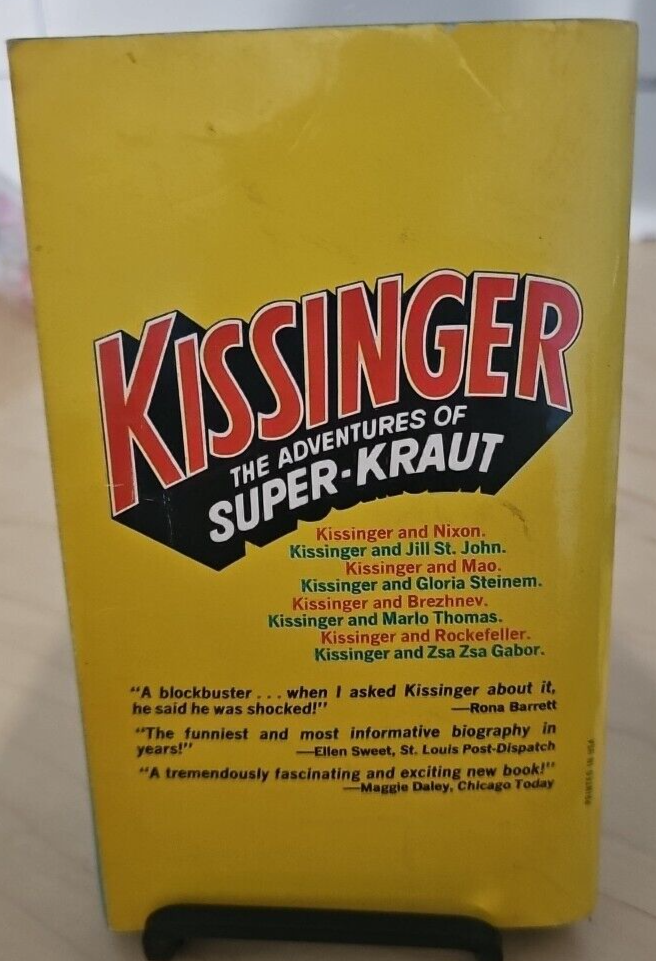 KISSINGER
THE ADVENTURES OF
SUPER-KRAUT
Kissinger and Nixon.
Kissinger and Jill St. John.
Kissinger and Mao.
Kissinger and Gloria Steinem.
Kissinger and Brezhnev.
Kissinger and Marlo Thomas.
Kissinger and Rockefeller.
Kissinger and Zsa Zsa Gabor.
"A blockbuster . . . when I asked Kissinger about it,
he said he was shocked!" —Rona Barrett
"The funniest and most informative biography in
years!" —Ellen Sweet, St. Louis Post-Dispatch
"A tremendously fascinating and exciting new book!"
—Maggie Daley, Chicago Today
PRINTED IN USA